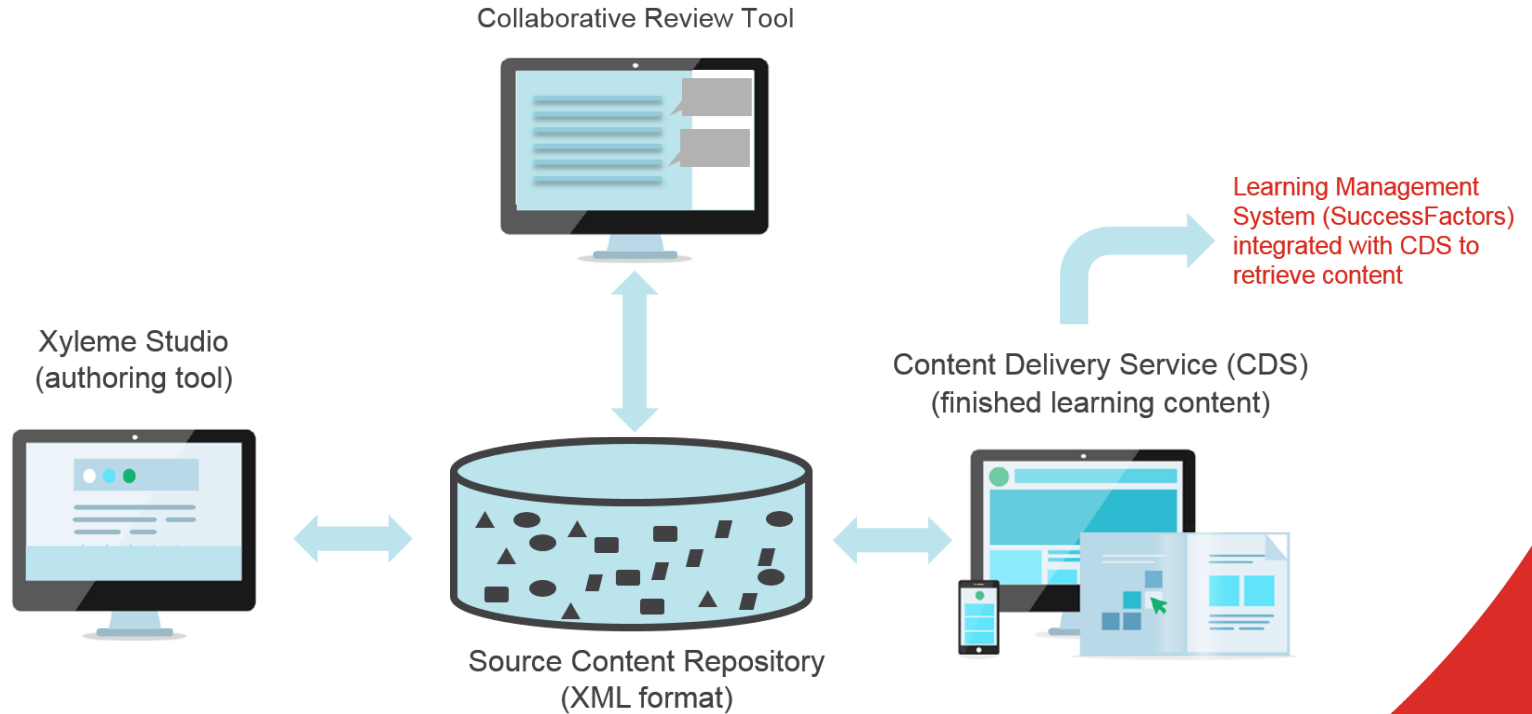 Collaborative Review Tool
Learning Management
System (SuccessFactors)
integrated with CDS to
retrieve content
Xyleme Studio
(authoring tool)
Content Delivery Service (CDS)
(finished learning content)
Source Content Repository
(XML format)